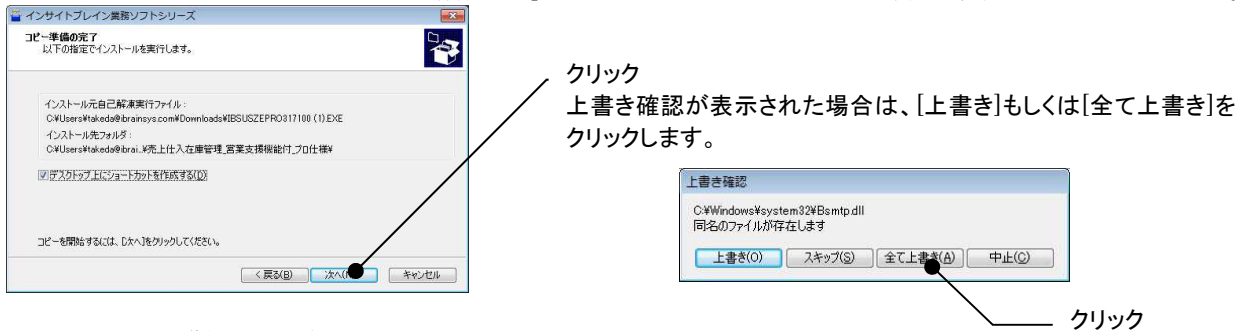 インサイトブレイン業務ソフトシリーズ
コピー準備の完了
以下の指定でインストールを実行します。
インストール元自己解凍実行ファイル：
C:¥Users¥takeda@ibrainsys.com¥Downloads¥IBSUSZEPRO317100 (1).EXE
インストール先フォルダ：
C:¥Users¥takeda@ibrai..¥売上仕入在庫管理_営業支援機能付_プロ仕様¥
デスクトップ上にショートカットを作成する(D)
コピーを開始するには、[次へ]をクリックしてください。
< 戻る(B)
次へ(
キャンセル
クリック
上書き確認が表示された場合は、[上書き]もしくは[全て上書き]を
クリックします。
上書き確認
C:¥Windows¥system32¥Bsmtp.dll
同名のファイルが存在します
上書き(O)
スキップ(S)
全て上書き(A)
中止(C)
クリック